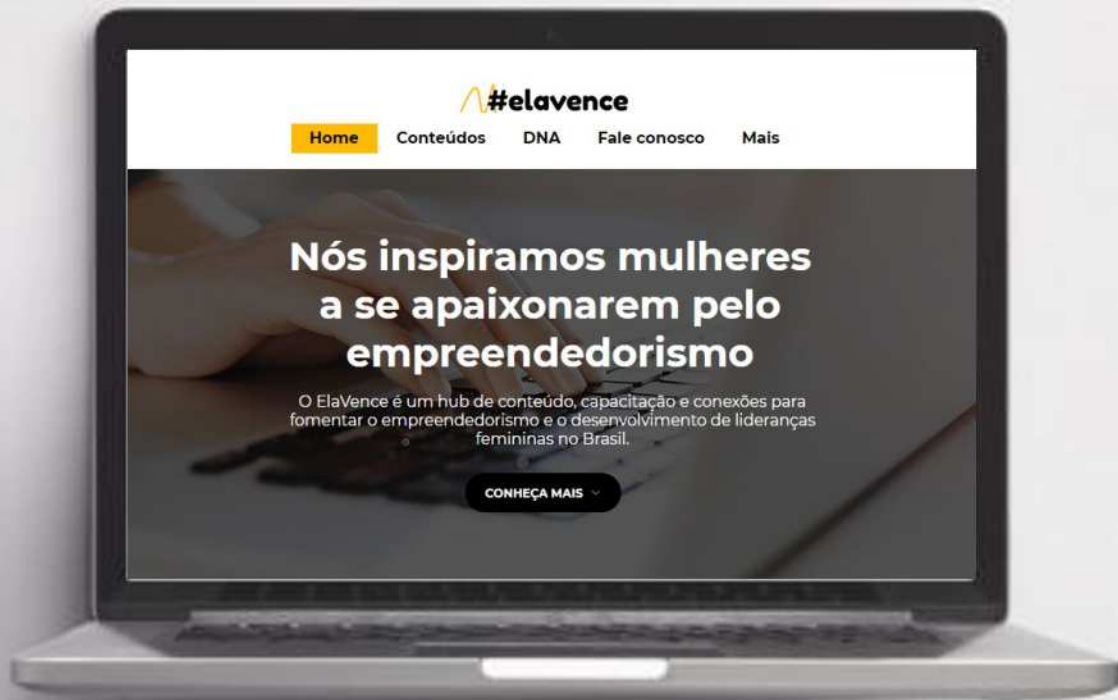 #elavence
Home Conteúdos DNA Fale conosco Mais
Nós inspiramos mulheres
a se apaixonarem pelo
empreendedorismo
O ElaVence é um hub de conteúdo, capacitação e conexões para
fomentar o empreendedorismo e o desenvolvimento de lideranças
femininas no Brasil.
CONHEÇA MAIS